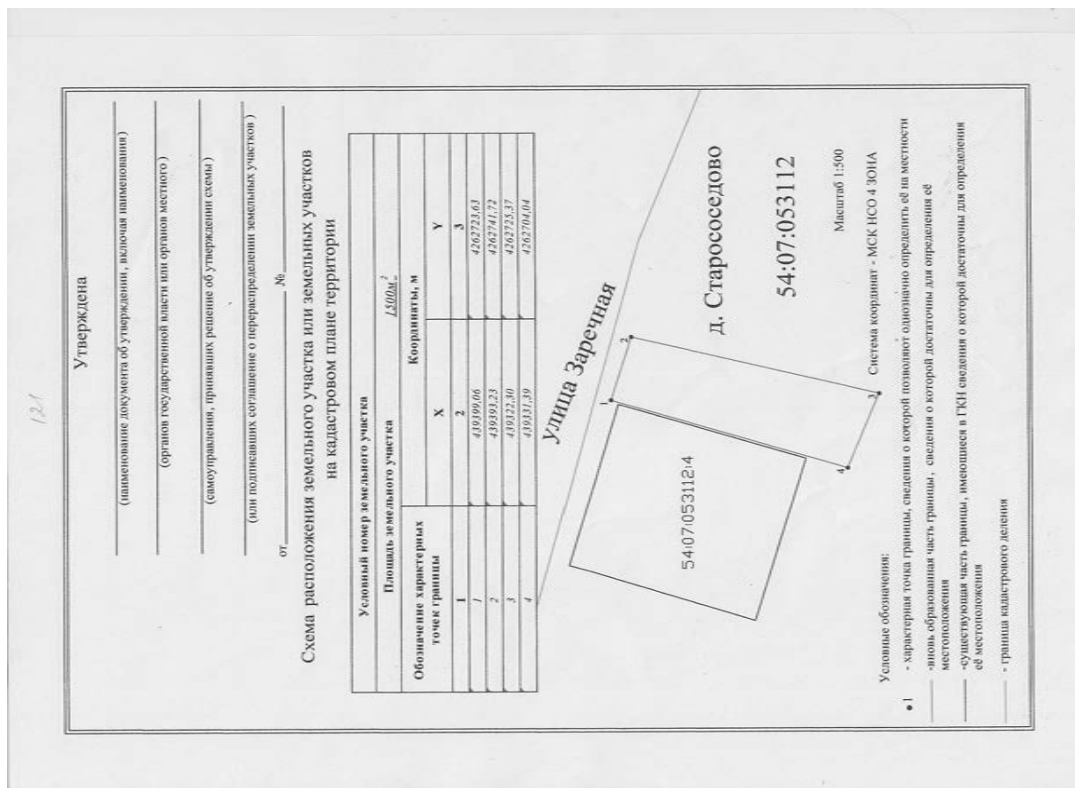 121
Утверждена
(наименование документа об утверждении, включая наименования)
(органов государственной власти или органов местного)
(самоуправления, принявших решение об утверждении схемы)
(или подписавших соглашение о перераспределении земельных участков)
от № 
Схема расположения земельного участка или земельных участков
на кадастровом плане территории
Условный номер земельного участка
Площадь земельного участка 1500м²
Обозначение характерных точек границы Координаты, м
X Y
1 2 3
1 439399,06 4262723,63
2 439393,23 4262741,72
3 439322,30 4262725,37
4 439331,39 4262704,04
Улица Заречная
1
2
54:07:053112:4
4
3
д. Старососедово
54:07:053112
Масштаб 1:500
Система координат - МСК НСО 4 ЗОНА
Условные обозначения:
•1 - характерная точка границы, сведения о которой позволяют однозначно определить её на местности
-вновь образованная часть границы, сведения о которой достаточны для определения её
местоположения
-существующая часть границы, имеющиеся в ГКН сведения о которой достаточны для определения
её местоположения
- граница кадастрового деления